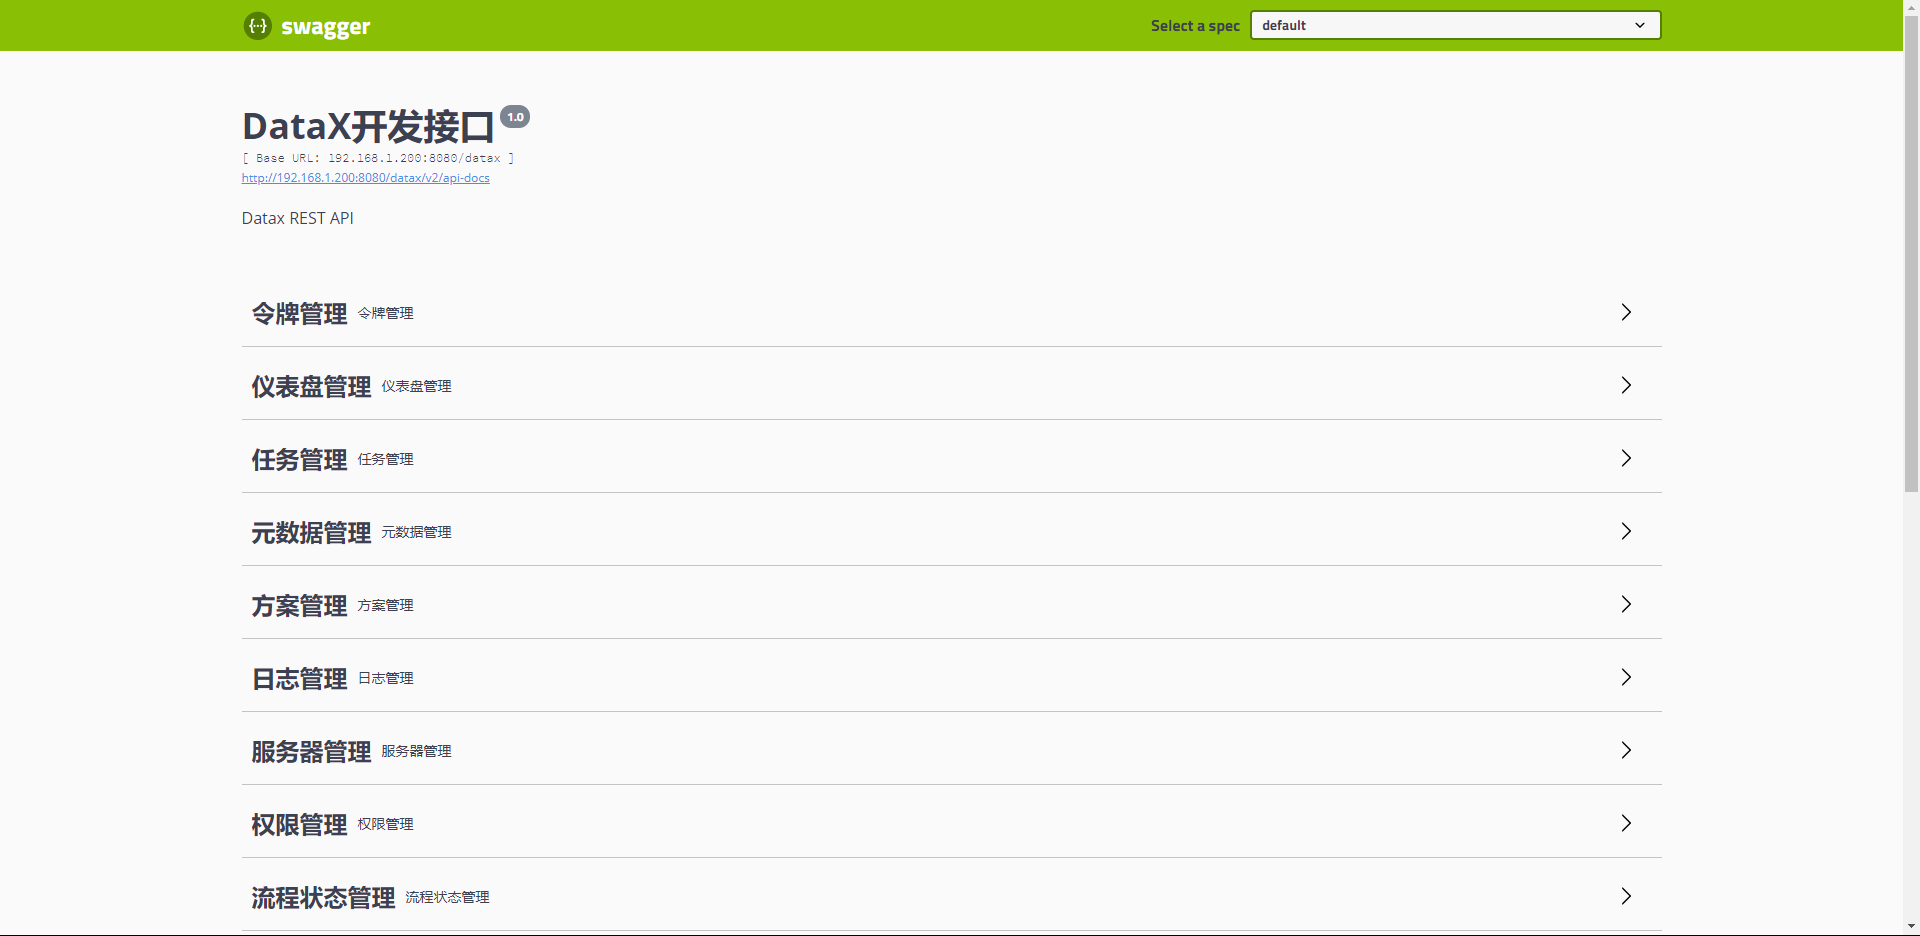 swagger
Select a spec default
DataX开发接口 1.0
[ Base URL: 192.168.1.200:8080/datax ]
http://192.168.1.200:8080/datax/v2/api-docs
Datax REST API
令牌管理 令牌管理
仪表盘管理 仪表盘管理
任务管理 任务管理
元数据管理 元数据管理
方案管理 方案管理
日志管理 日志管理
服务器管理 服务器管理
权限管理 权限管理
流程状态管理 流程状态管理